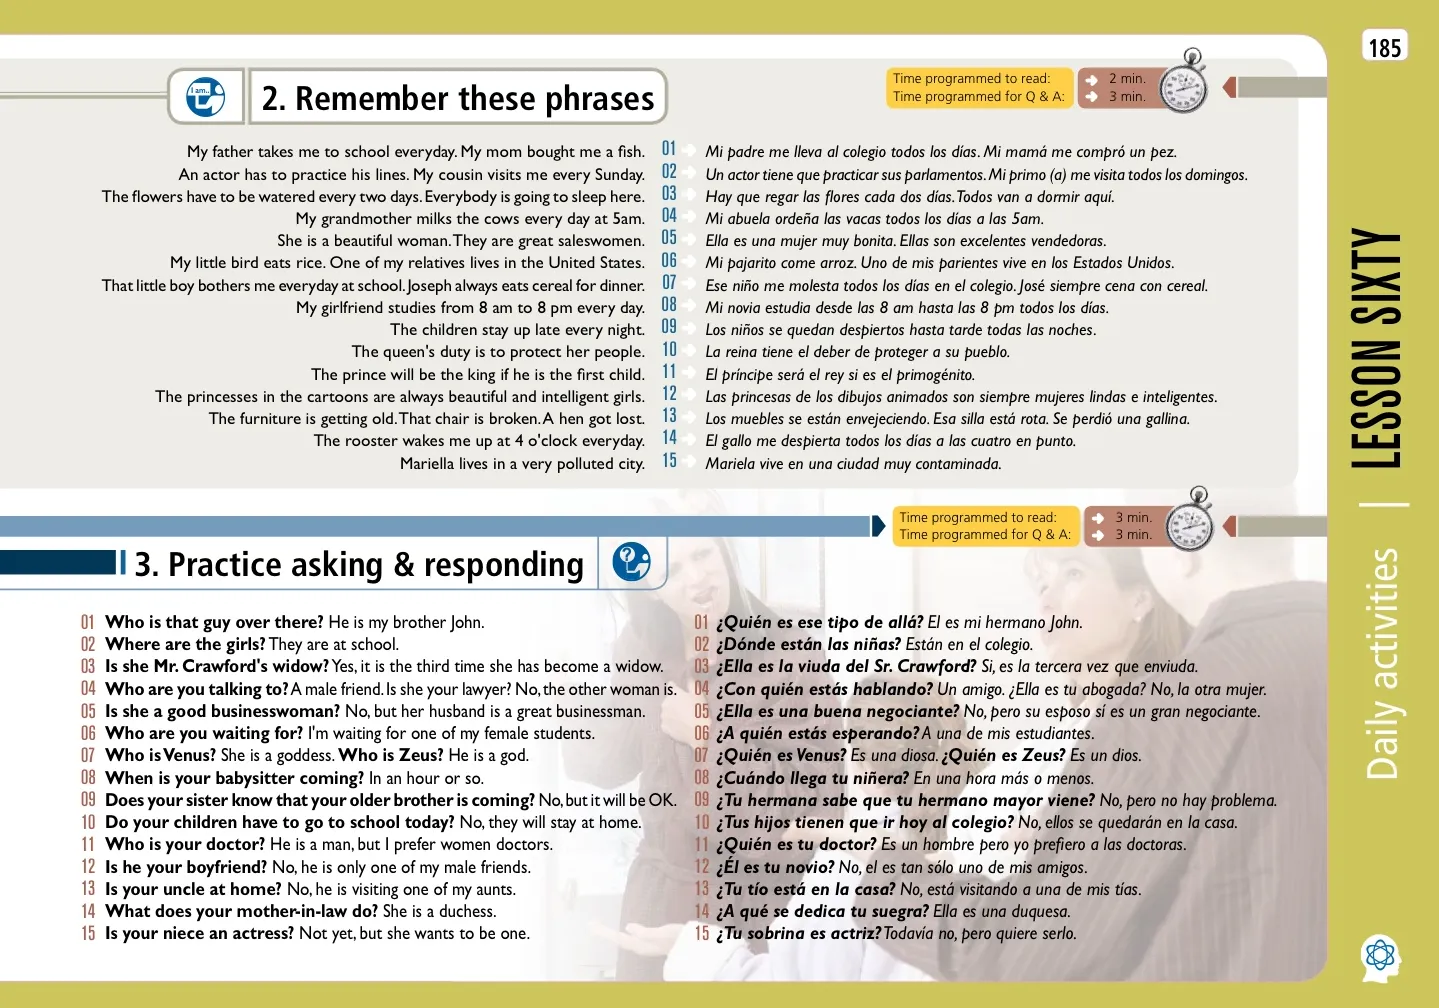 185
I am..
2. Remember these phrases
Time programmed to read: 2 min.
Time programmed for Q & A: 3 min.
My father takes me to school everyday. My mom bought me a fish. 01 Mi padre me lleva al colegio todos los días. Mi mamá me compró un pez.
An actor has to practice his lines. My cousin visits me every Sunday. 02 Un actor tiene que practicar sus parlamentos. Mi primo (a) me visita todos los domingos.
The flowers have to be watered every two days. Everybody is going to sleep here. 03 Hay que regar las flores cada dos días. Todos van a dormir aquí.
My grandmother milks the cows every day at 5am. 04 Mi abuela ordeña las vacas todos los días a las 5am.
She is a beautiful woman. They are great saleswomen. 05 Ella es una mujer muy bonita. Ellas son excelentes vendedoras.
My little bird eats rice. One of my relatives lives in the United States. 06 Mi pajarito come arroz. Uno de mis parientes vive en los Estados Unidos.
That little boy bothers me everyday at school. Joseph always eats cereal for dinner. 07 Ese niño me molesta todos los días en el colegio. José siempre cena con cereal.
My girlfriend studies from 8 am to 8 pm every day. 08 Mi novia estudia desde las 8 am hasta las 8 pm todos los días.
The children stay up late every night. 09 Los niños se quedan despiertos hasta tarde todas las noches.
The queen's duty is to protect her people. 10 La reina tiene el deber de proteger a su pueblo.
The prince will be the king if he is the first child. 11 El príncipe será el rey si es el primogénito.
The princesses in the cartoons are always beautiful and intelligent girls. 12 Las princesas de los dibujos animados son siempre mujeres lindas e inteligentes.
The furniture is getting old. That chair is broken. A hen got lost. 13 Los muebles se están envejeciendo. Esa silla está rota. Se perdió una gallina.
The rooster wakes me up at 4 o'clock everyday. 14 El gallo me despierta todos los días a las cuatro en punto.
Mariella lives in a very polluted city. 15 Mariela vive en una ciudad muy contaminada.
Time programmed to read: 3 min.
Time programmed for Q & A: 3 min.
3. Practice asking & responding
01 Who is that guy over there? He is my brother John. 01 ¿Quién es ese tipo de allá? El es mi hermano John.
02 Where are the girls? They are at school. 02 ¿Dónde están las niñas? Están en el colegio.
03 Is she Mr. Crawford's widow? Yes, it is the third time she has become a widow. 03 ¿Ella es la viuda del Sr. Crawford? Si, es la tercera vez que enviuda.
04 Who are you talking to? A male friend. Is she your lawyer? No, the other woman is. 04 ¿Con quién estás hablando? Un amigo. ¿Ella es tu abogada? No, la otra mujer.
05 Is she a good businesswoman? No, but her husband is a great businessman. 05 ¿Ella es una buena negociante? No, pero su esposo sí es un gran negociante.
06 Who are you waiting for? I'm waiting for one of my female students. 06 ¿A quién estás esperando? A una de mis estudiantes.
07 Who is Venus? She is a goddess. Who is Zeus? He is a god. 07 ¿Quién es Venus? Es una diosa. ¿Quién es Zeus? Es un dios.
08 When is your babysitter coming? In an hour or so. 08 ¿Cuándo llega tu niñera? En una hora más o menos.
09 Does your sister know that your older brother is coming? No, but it will be OK. 09 ¿Tu hermana sabe que tu hermano mayor viene? No, pero no hay problema.
10 Do your children have to go to school today? No, they will stay at home. 10 ¿Tus hijos tienen que ir hoy al colegio? No, ellos se quedarán en la casa.
11 Who is your doctor? He is a man, but I prefer women doctors. 11 ¿Quién es tu doctor? Es un hombre pero yo prefiero a las doctoras.
12 Is he your boyfriend? No, he is only one of my male friends. 12 ¿Él es tu novio? No, el es tan sólo uno de mis amigos.
13 Is your uncle at home? No, he is visiting one of my aunts. 13 ¿Tu tío está en la casa? No, está visitando a una de mis tías.
14 What does your mother-in-law do? She is a duchess. 14 ¿A qué se dedica tu suegra? Ella es una duquesa.
15 Is your niece an actress? Not yet, but she wants to be one. 15 ¿Tu sobrina es actriz? Todavía no, pero quiere serlo.
Daily activities | LESSON SIXTY